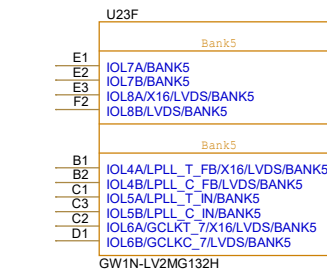 U23F
Bank5
E1 IOL7A/BANK5
E2 IOL7B/BANK5
E3 IOL8A/X16/LVDS/BANK5
F2 IOL8B/LVDS/BANK5
Bank5
B1 IOL4A/LPLL_T_FB/X16/LVDS/BANK5
B2 IOL4B/LPLL_C_FB/LVDS/BANK5
C1 IOL5A/LPLL_T_IN/BANK5
C3 IOL5B/LPLL_C_IN/BANK5
C2 IOL6A/GCLKT_7/X16/LVDS/BANK5
D1 IOL6B/GCLKC_7/LVDS/BANK5
GW1N-LV2MG132H